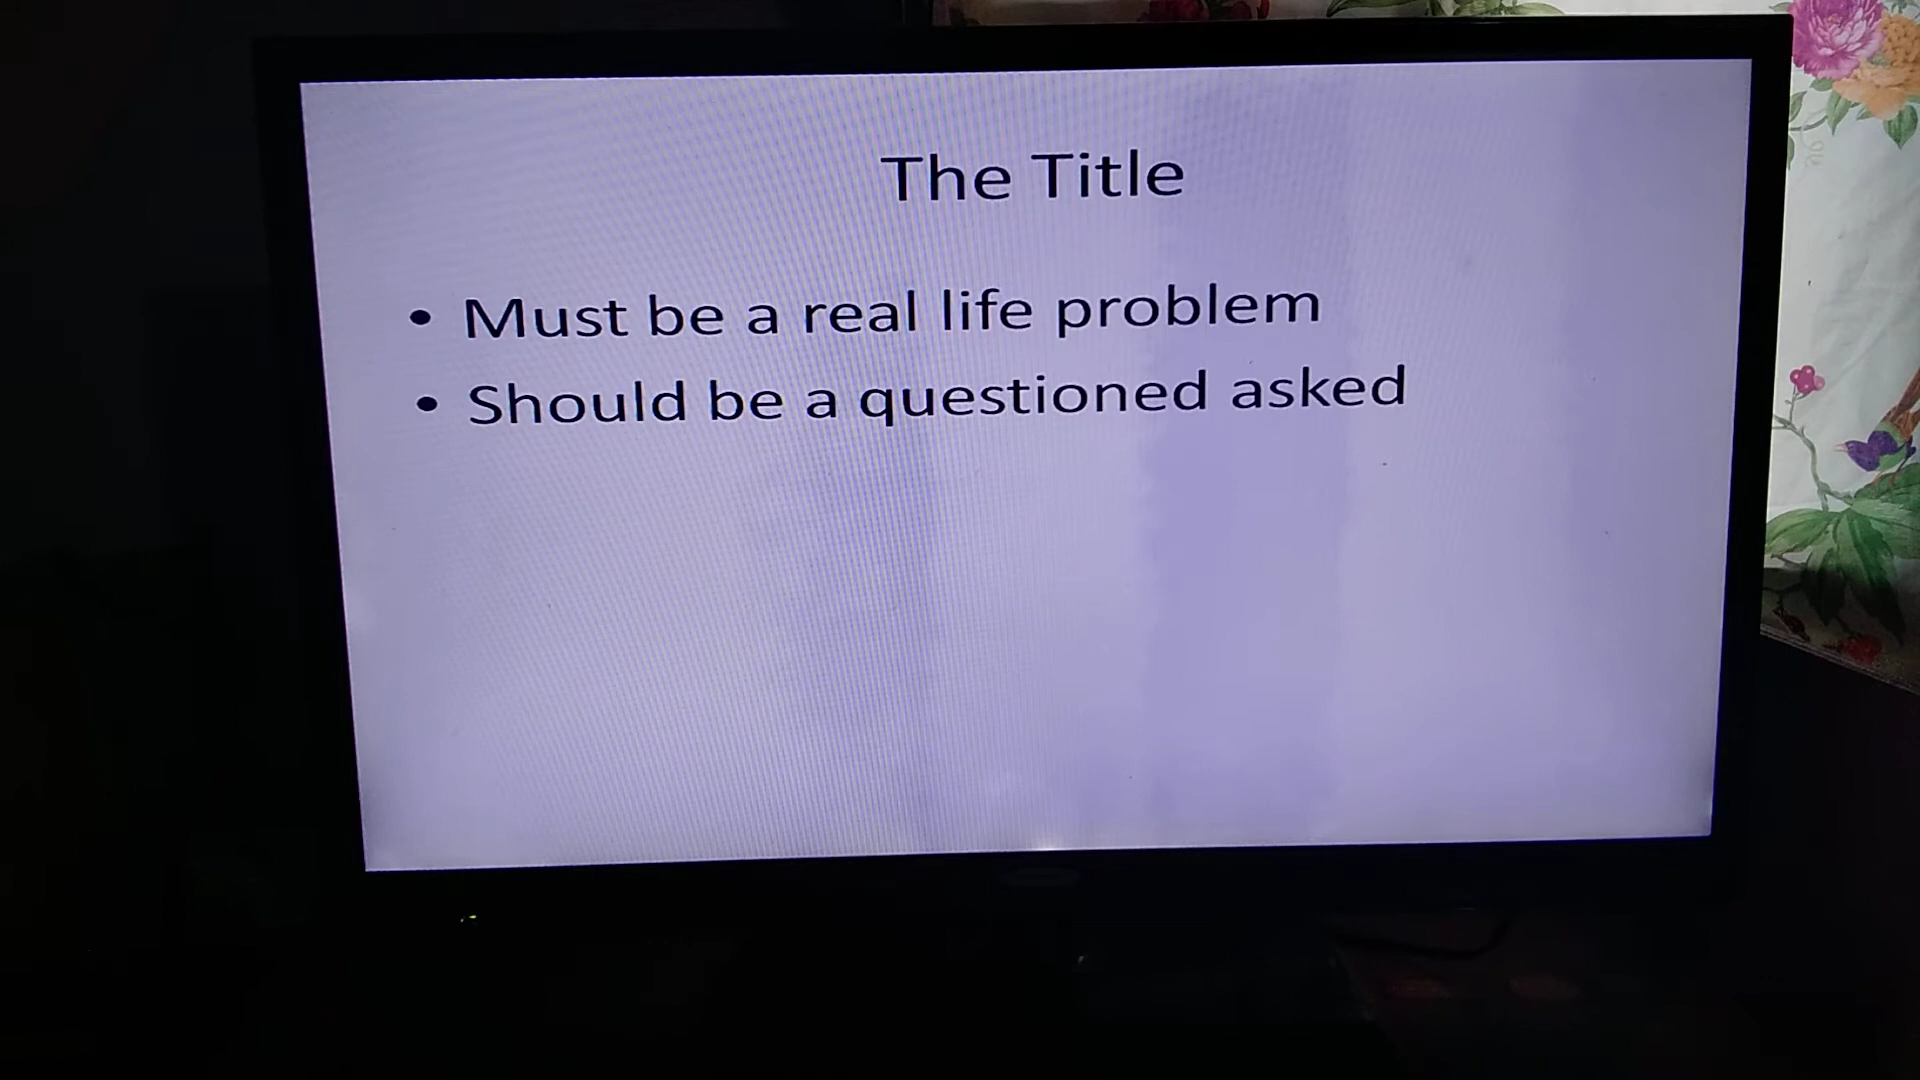 The Title
• Must be a real life problem
• Should be a questioned asked